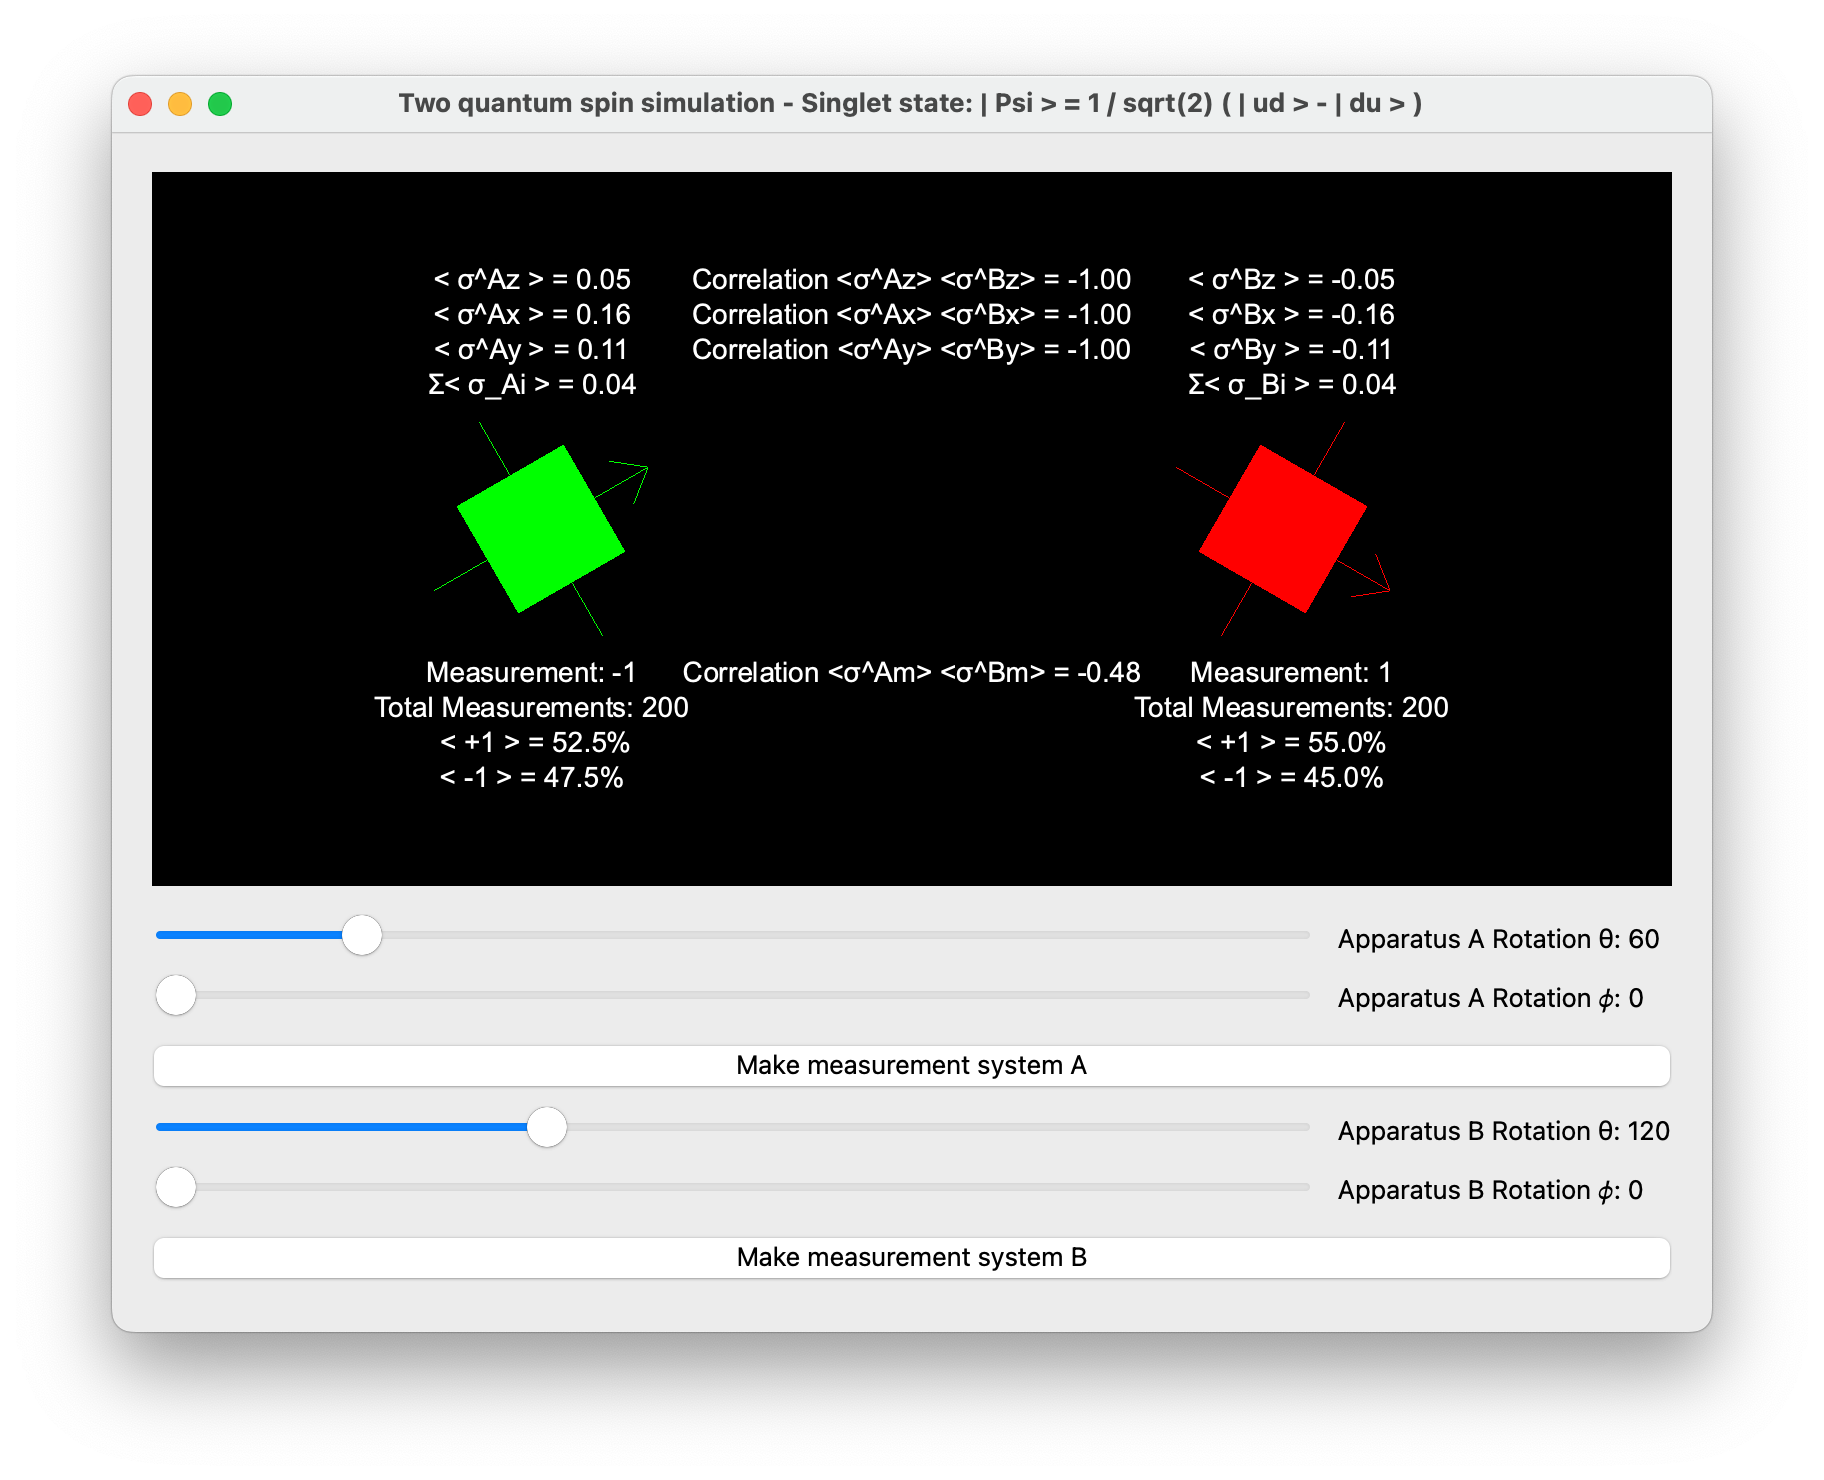 Two quantum spin simulation - Singlet state: | Psi > = 1 / sqrt(2) ( | ud > - | du > )
< σ^Az > = 0.05
< σ^Ax > = 0.16
< σ^Ay > = 0.11
Σ< σ_Ai > = 0.04
Correlation <σ^Az> <σ^Bz> = -1.00
Correlation <σ^Ax> <σ^Bx> = -1.00
Correlation <σ^Ay> <σ^By> = -1.00
< σ^Bz > = -0.05
< σ^Bx > = -0.16
< σ^By > = -0.11
Σ< σ_Bi > = 0.04
Measurement: -1
Total Measurements: 200
< +1 > = 52.5%
< -1 > = 47.5%
Correlation <σ^Am> <σ^Bm> = -0.48
Measurement: 1
Total Measurements: 200
< +1 > = 55.0%
< -1 > = 45.0%
Apparatus A Rotation θ: 60
Apparatus A Rotation ϕ: 0
Make measurement system A
Apparatus B Rotation θ: 120
Apparatus B Rotation ϕ: 0
Make measurement system B